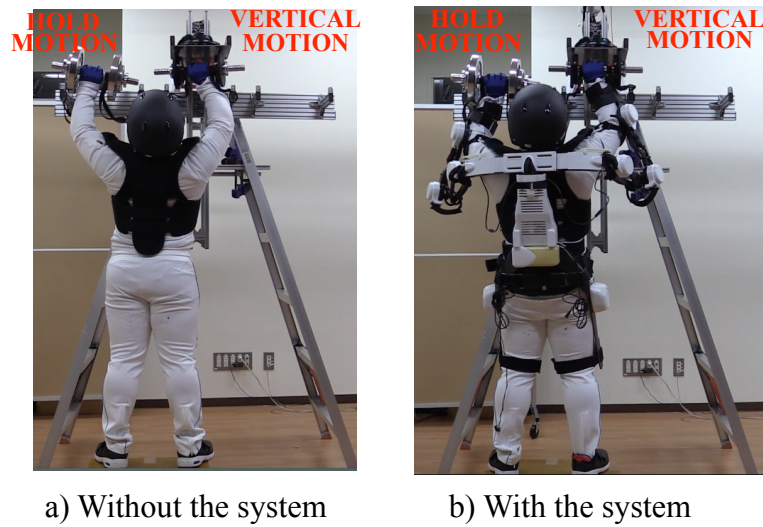 HOLD
MOTION
VERTICAL
MOTION
HOLD
MOTION
VERTICAL
MOTION
a) Without the system
b) With the system